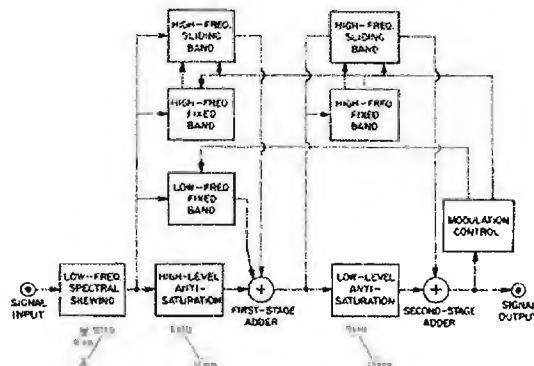 HIGH-FREQ.
SLIDING
BAND
HIGH-FREQ.
SLIDING
BAND
HIGH-FREQ
FIXED
BAND
HIGH-FREQ
FIXED
BAND
LOW-FREQ
FIXED
BAND
MODULATION
CONTROL
LOW-FREQ.
SPECTRAL
SKEWING
HIGH-LEVEL
ANTI-
SATURATION
LOW-LEVEL
ANTI-
SATURATION
SIGNAL
INPUT
FIRST-STAGE
ADDER
SECOND-STAGE
ADDER
SIGNAL
OUTPUT